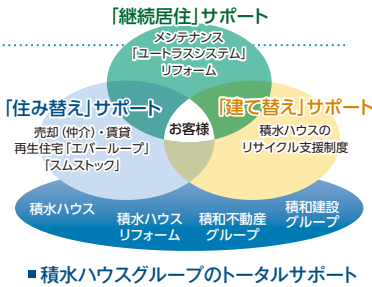 「継続居住」サポート
メンテナンス
「ユートラスシステム」
リフォーム
「住み替え」サポート
売却（仲介）・賃貸
再生住宅「エバーループ」
「スムストック」
お客様
「建て替え」サポート
積水ハウスの
リサイクル支援制度
積水ハウス
積水ハウス
リフォーム
積和不動産
グループ
積和建設
グループ
■積水ハウスグループのトータルサポート